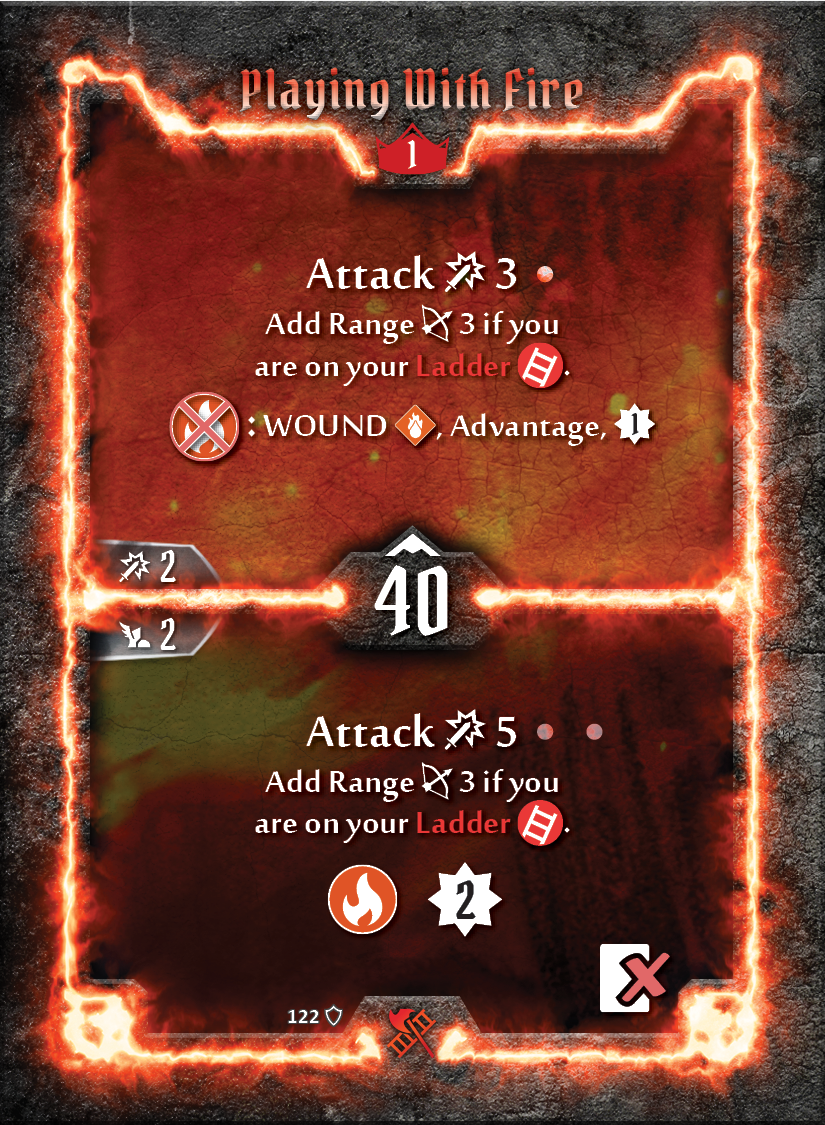 Playing With Fire
1
Attack 3
Add Range 3 if you
are on your Ladder .
: WOUND , Advantage, 1
2
40
2
Attack 5
Add Range 3 if you
are on your Ladder .
2
122